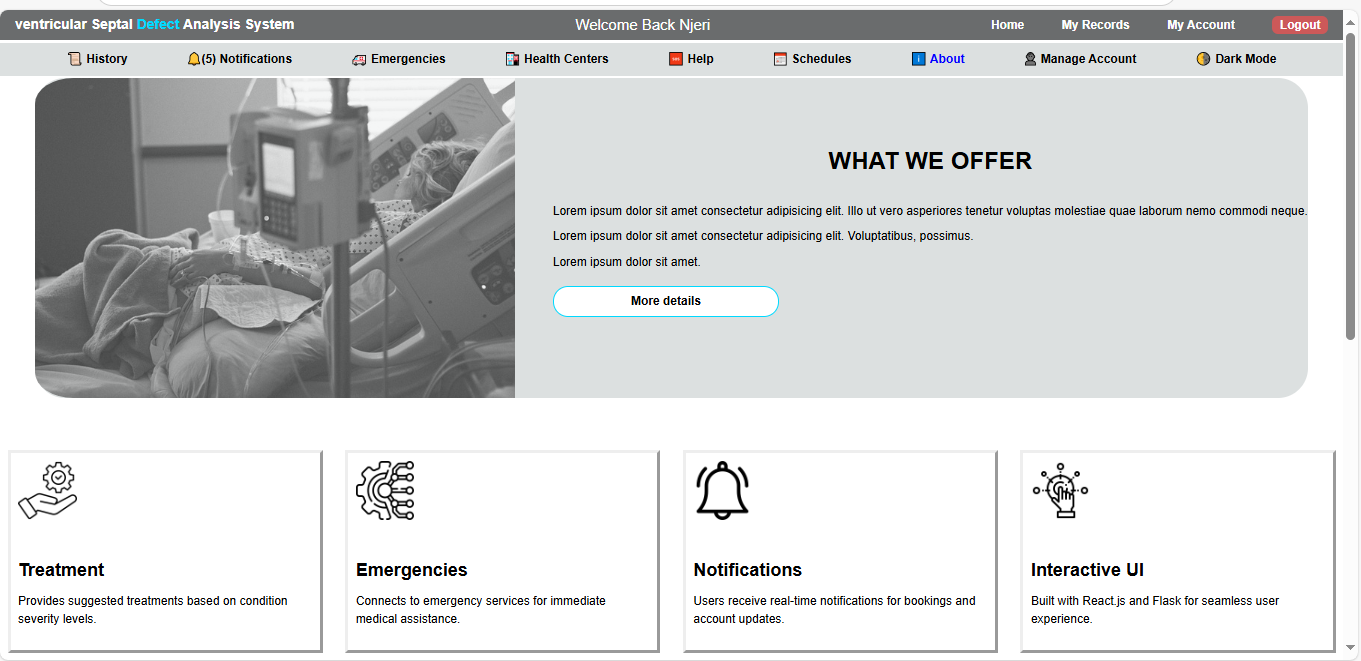 ventricular Septal Defect Analysis System Welcome Back Njeri Home My Records My Account Logout
History (5) Notifications Emergencies Health Centers Help Schedules About Manage Account Dark Mode
WHAT WE OFFER
Lorem ipsum dolor sit amet consectetur adipisicing elit. Illo ut vero asperiores tenetur voluptas molestiae quae laborum nemo commodi neque.
Lorem ipsum dolor sit amet consectetur adipisicing elit. Voluptatibus, possimus.
Lorem ipsum dolor sit amet.
More details
Treatment
Provides suggested treatments based on condition
severity levels.
Emergencies
Connects to emergency services for immediate
medical assistance.
Notifications
Users receive real-time notifications for bookings and
account updates.
Interactive UI
Built with React.js and Flask for seamless user
experience.